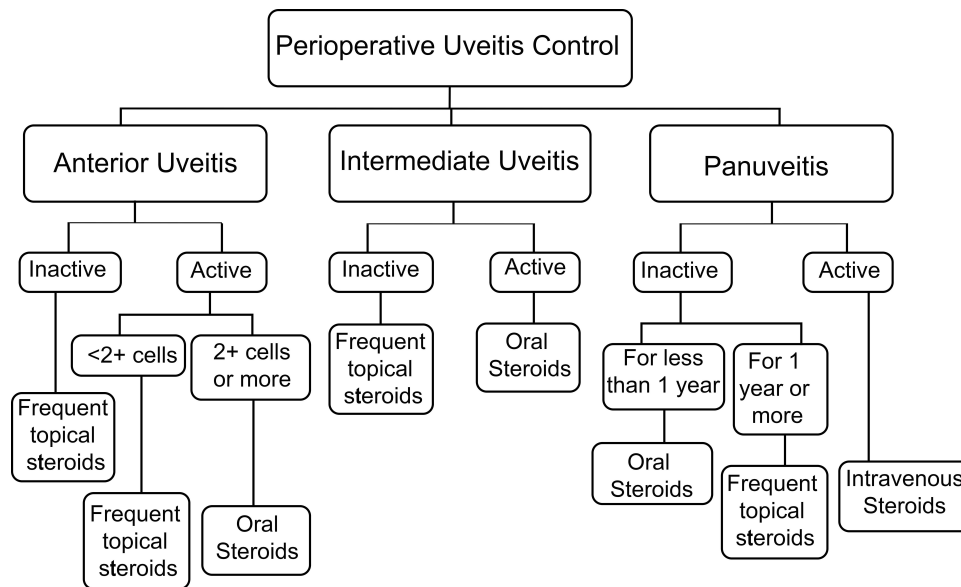 Perioperative Uveitis Control
Anterior Uveitis
Intermediate Uveitis
Panuveitis
Inactive
Active
Inactive
Active
Inactive
Active
<2+ cells
2+ cells
or more
Frequent
topical
steroids
Oral
Steroids
For less
than 1 year
For 1
year or
more
Frequent
topical
steroids
Frequent
topical
steroids
Oral
Steroids
Oral
Steroids
Frequent
topical
steroids
Intravenous
Steroids